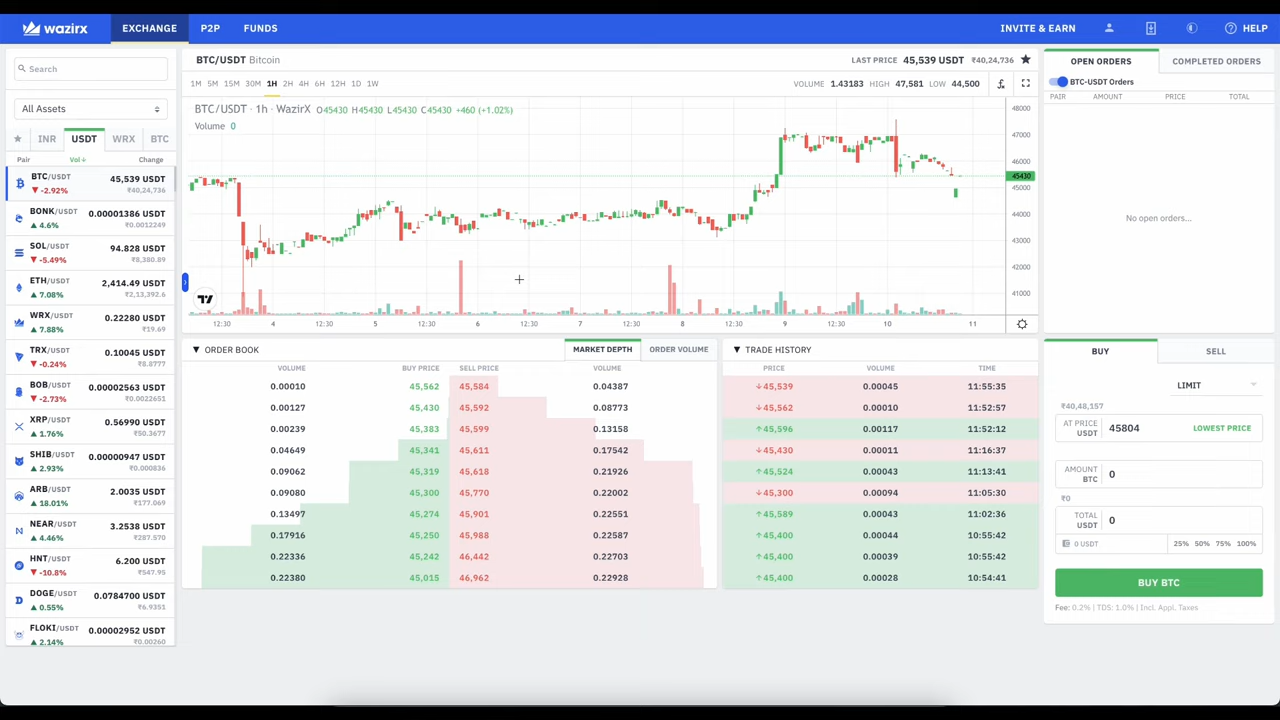 wazirx EXCHANGE P2P FUNDS INVITE & EARN HELP
Search
All Assets
INR USDT WRX BTC
Pair Vol↓ Change
BTC/USDT 45,539 USDT
▼ -2.92% ₹40,24,736
BONK/USDT 0.00001386 USDT
▲ 4.6% ₹0.0012249
SOL/USDT 94.828 USDT
▼ -5.49% ₹8,380.89
ETH/USDT 2,414.49 USDT
▲ 7.08% ₹2,13,392.6
WRX/USDT 0.22280 USDT
▲ 7.88% ₹19.69
TRX/USDT 0.10045 USDT
▼ -0.24% ₹8.8777
BOB/USDT 0.00002563 USDT
▼ -2.73% ₹0.0022651
XRP/USDT 0.56990 USDT
▲ 1.76% ₹50.3677
SHIB/USDT 0.00000947 USDT
▲ 2.93% ₹0.000836
ARB/USDT 2.0035 USDT
▲ 18.01% ₹177.069
NEAR/USDT 3.2538 USDT
▲ 4.46% ₹287.570
HNT/USDT 6.200 USDT
▼ -10.8% ₹547.95
DOGE/USDT 0.0784700 USDT
▲ 0.55% ₹6.9351
FLOKI/USDT 0.00002952 USDT
▲ 2.14% ₹0.00260
BTC/USDT Bitcoin LAST PRICE 45,539 USDT ₹40,24,736
1M 5M 15M 30M 1H 2H 4H 6H 12H 1D 1W VOLUME 1.43183 HIGH 47,581 LOW 44,500
BTC/USDT · 1h · WazirX O45430 H45430 L45430 C45430 +460 (+1.02%)
Volume 0
48000
47000
46000
45430
45000
44000
43000
42000
41000
12:30 4 12:30 5 12:30 6 12:30 7 12:30 8 12:30 9 12:30 10 11
▼ ORDER BOOK MARKET DEPTH ORDER VOLUME
VOLUME BUY PRICE SELL PRICE VOLUME
0.00010 45,562 45,584 0.04387
0.00127 45,430 45,592 0.08773
0.00239 45,383 45,599 0.13158
0.04649 45,341 45,611 0.17542
0.09062 45,319 45,618 0.21926
0.09080 45,300 45,770 0.22002
0.13497 45,274 45,901 0.22551
0.17916 45,250 45,988 0.22587
0.22336 45,242 46,442 0.22703
0.22380 45,015 46,962 0.22928
▼ TRADE HISTORY
PRICE VOLUME TIME
↓45,539 0.00045 11:55:35
↓45,562 0.00010 11:52:57
↑45,596 0.00117 11:52:12
↓45,430 0.00011 11:16:37
↑45,524 0.00043 11:13:41
↓45,300 0.00094 11:05:30
↑45,589 0.00043 11:02:36
↑45,400 0.00044 10:55:42
↑45,400 0.00039 10:55:42
↑45,400 0.00028 10:54:41
OPEN ORDERS COMPLETED ORDERS
BTC-USDT Orders
PAIR AMOUNT PRICE TOTAL
No open orders...
BUY SELL
LIMIT
₹40,48,157
AT PRICE USDT 45804 LOWEST PRICE
AMOUNT BTC 0
₹0
TOTAL USDT 0
0 USDT 25% 50% 75% 100%
BUY BTC
Fee: 0.2% | TDS: 1.0% | Incl. Appl. Taxes